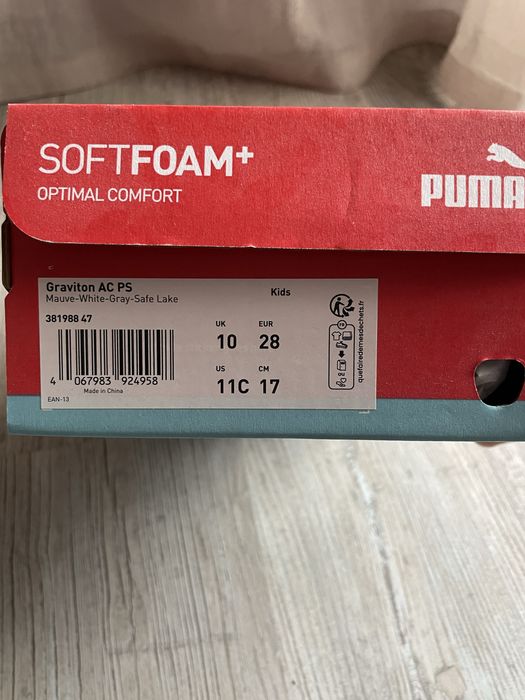 SOFTFOAM+
OPTIMAL COMFORT
PUMA
Graviton AC PS
Mauve-White-Gray-Safe Lake
Kids
381988 47
UK
EUR
10
28
US
CM
11C
17
4 067983 924958
Made in China
EAN-13
FR
quefairedemesdechets.fr